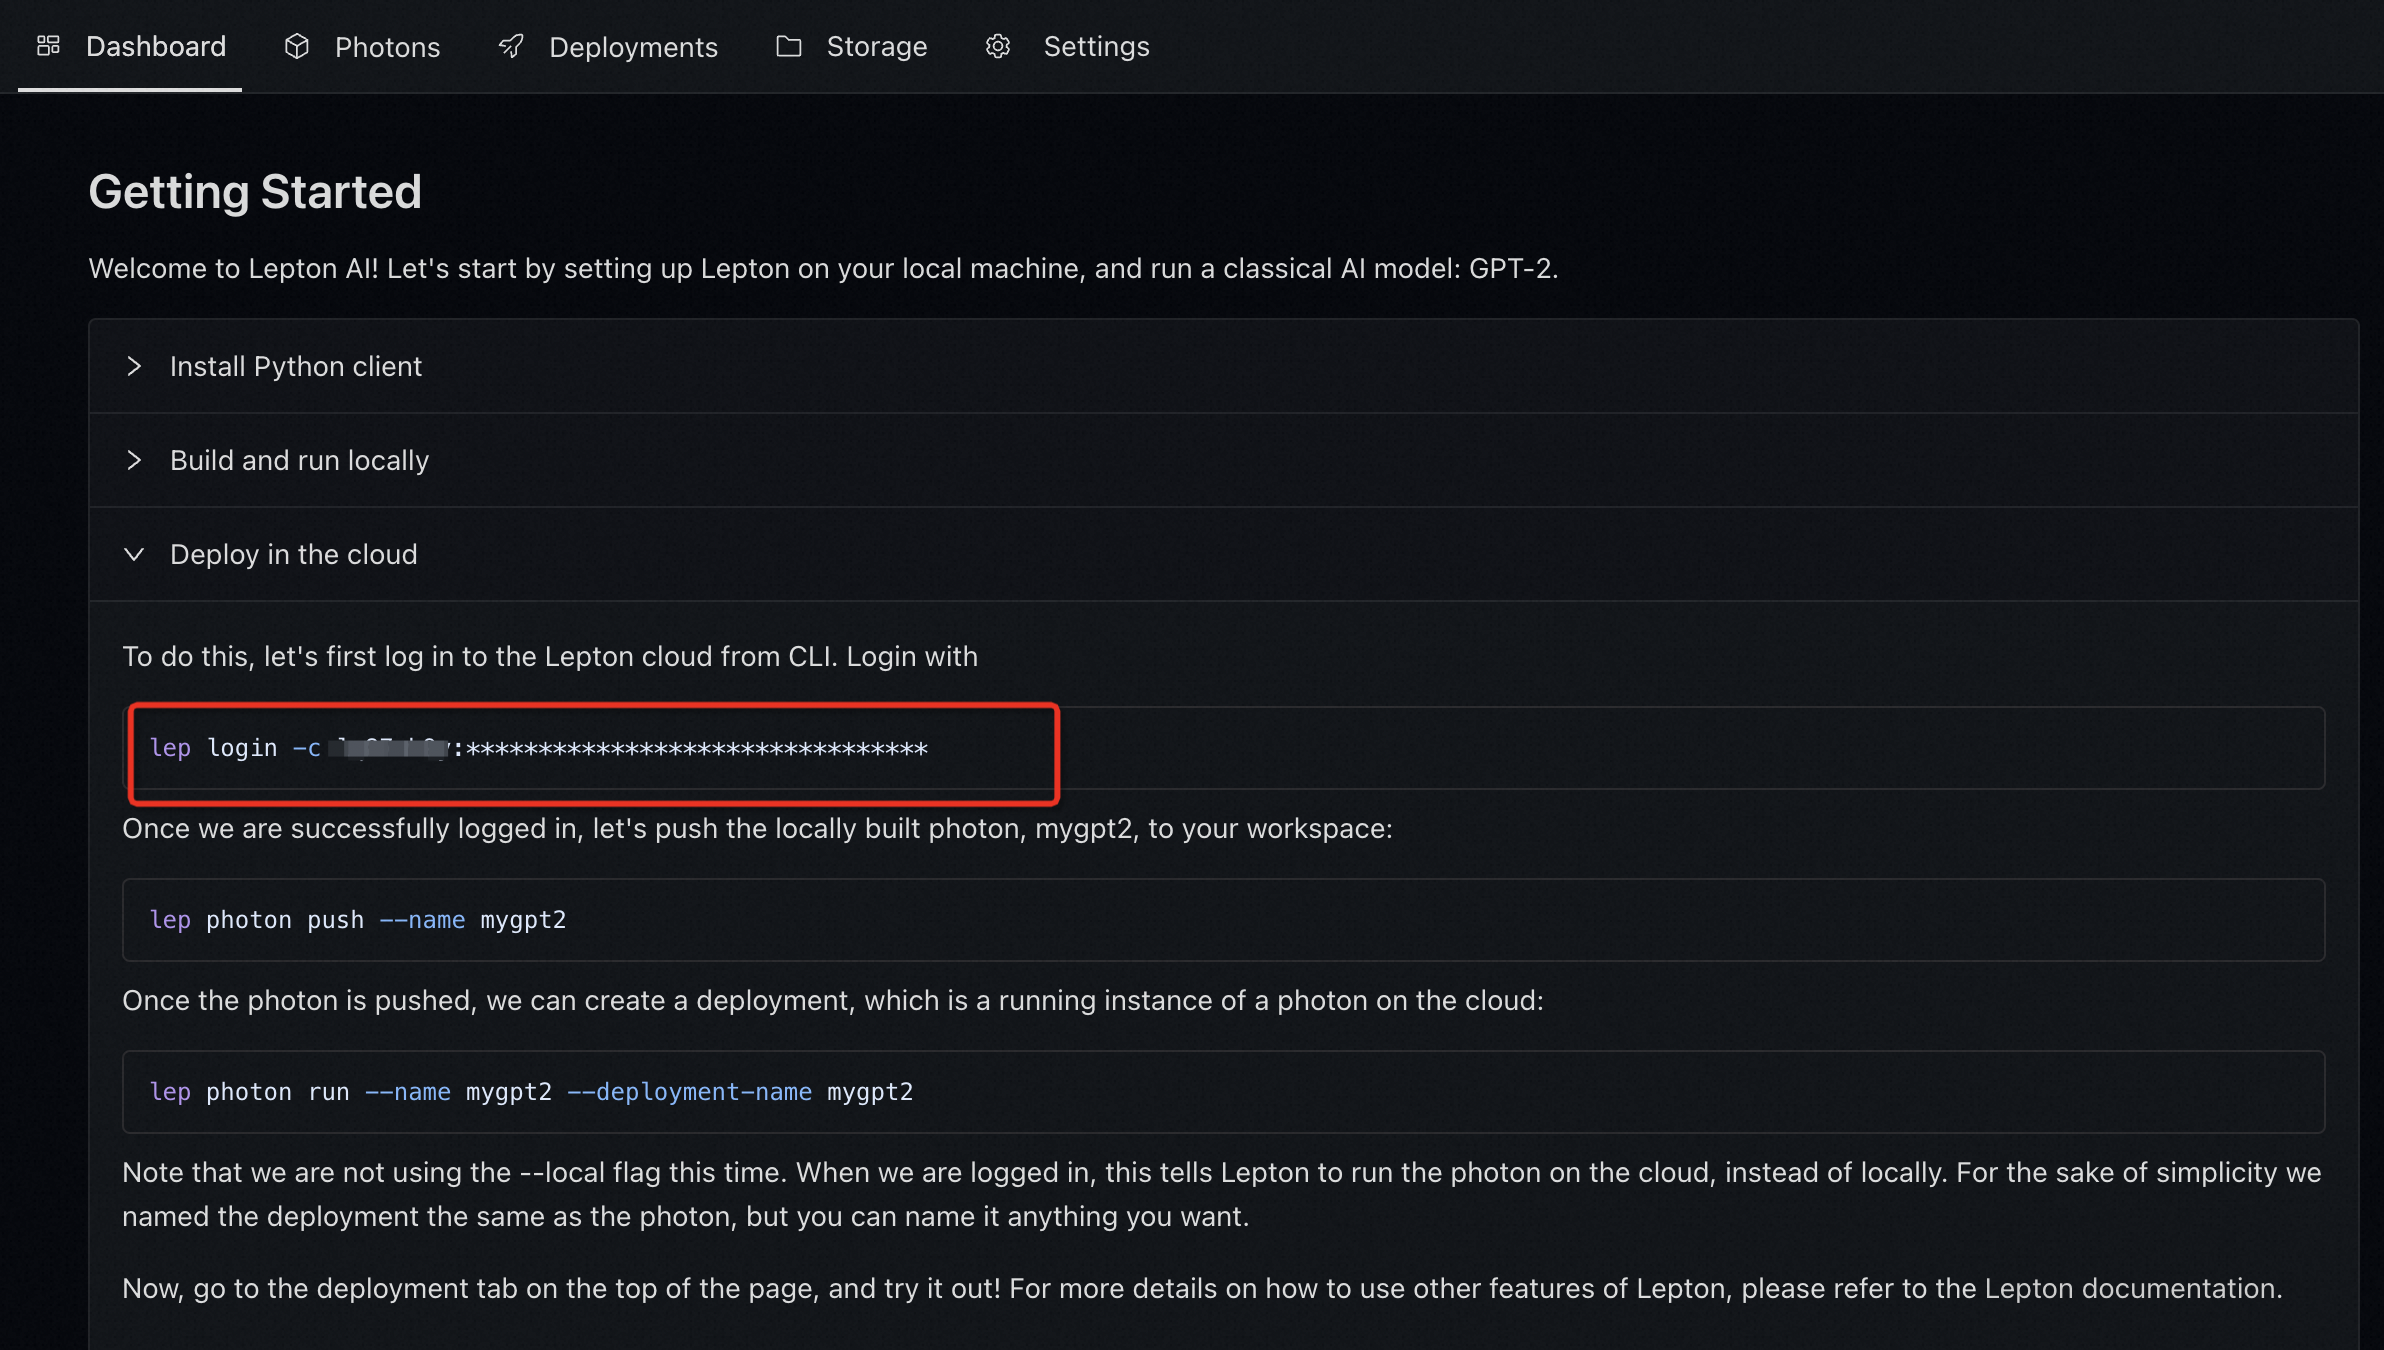 Dashboard Photons Deployments Storage Settings
Getting Started
Welcome to Lepton AI! Let's start by setting up Lepton on your local machine, and run a classical AI model: GPT-2.
Install Python client
Build and run locally
Deploy in the cloud
To do this, let's first log in to the Lepton cloud from CLI. Login with
lep login -c :********************************
Once we are successfully logged in, let's push the locally built photon, mygpt2, to your workspace:
lep photon push --name mygpt2
Once the photon is pushed, we can create a deployment, which is a running instance of a photon on the cloud:
lep photon run --name mygpt2 --deployment-name mygpt2
Note that we are not using the --local flag this time. When we are logged in, this tells Lepton to run the photon on the cloud, instead of locally. For the sake of simplicity we
named the deployment the same as the photon, but you can name it anything you want.
Now, go to the deployment tab on the top of the page, and try it out! For more details on how to use other features of Lepton, please refer to the Lepton documentation.